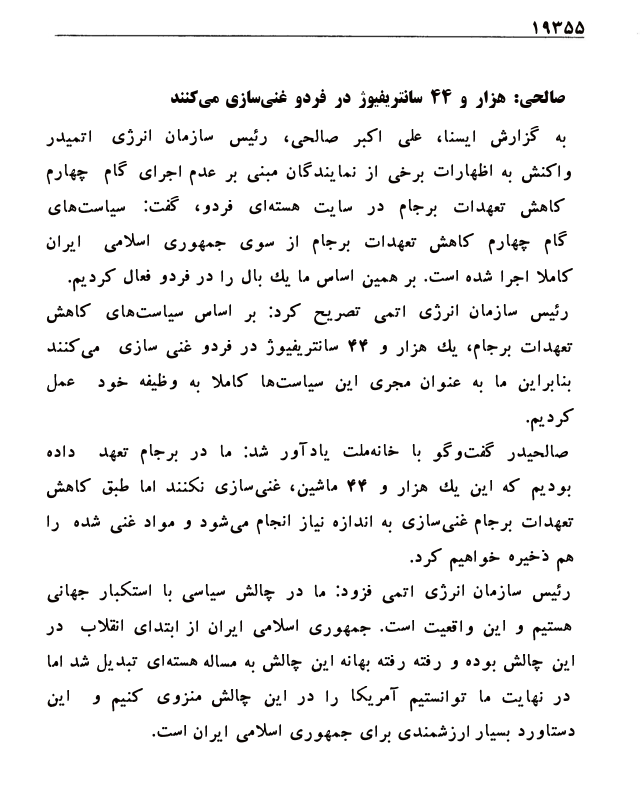 ۱۹۳۵۵
صالحی: هزار و ۴۴ سانتریفیوژ در فردو غنی‌سازی می‌کنند
به گزارش ایسنا، علی اکبر صالحی، رئیس سازمان انرژی اتمیدر
واکنش به اظهارات برخی از نمایندگان مبنی بر عدم اجرای گام چهارم
کاهش تعهدات برجام در سایت هسته‌ای فردو، گفت: سیاست‌های
گام چهارم کاهش تعهدات برجام از سوی جمهوری اسلامی ایران
کاملا اجرا شده است. بر همین اساس ما یك بال را در فردو فعال کردیم.
رئیس سازمان انرژی اتمی تصریح کرد: بر اساس سیاست‌های کاهش
تعهدات برجام، یك هزار و ۴۴ سانتریفیوژ در فردو غنی سازی می‌کنند
بنابراین ما به عنوان مجری این سیاست‌ها کاملا به وظیفه خود عمل
کردیم.
صالحیدر گفت‌وگو با خانه‌ملت یادآور شد: ما در برجام تعهد داده
بودیم که این یك هزار و ۴۴ ماشین، غنی‌سازی نکنند اما طبق کاهش
تعهدات برجام غنی‌سازی به اندازه نیاز انجام می‌شود و مواد غنی شده را
هم ذخیره خواهیم کرد.
رئیس سازمان انرژی اتمی فزود: ما در چالش سیاسی با استکبار جهانی
هستیم و این واقعیت است. جمهوری اسلامی ایران از ابتدای انقلاب در
این چالش بوده و رفته رفته بهانه این چالش به مساله هسته‌ای تبدیل شد اما
در نهایت ما توانستیم آمریکا را در این چالش منزوی کنیم و این
دستاورد بسیار ارزشمندی برای جمهوری اسلامی ایران است.